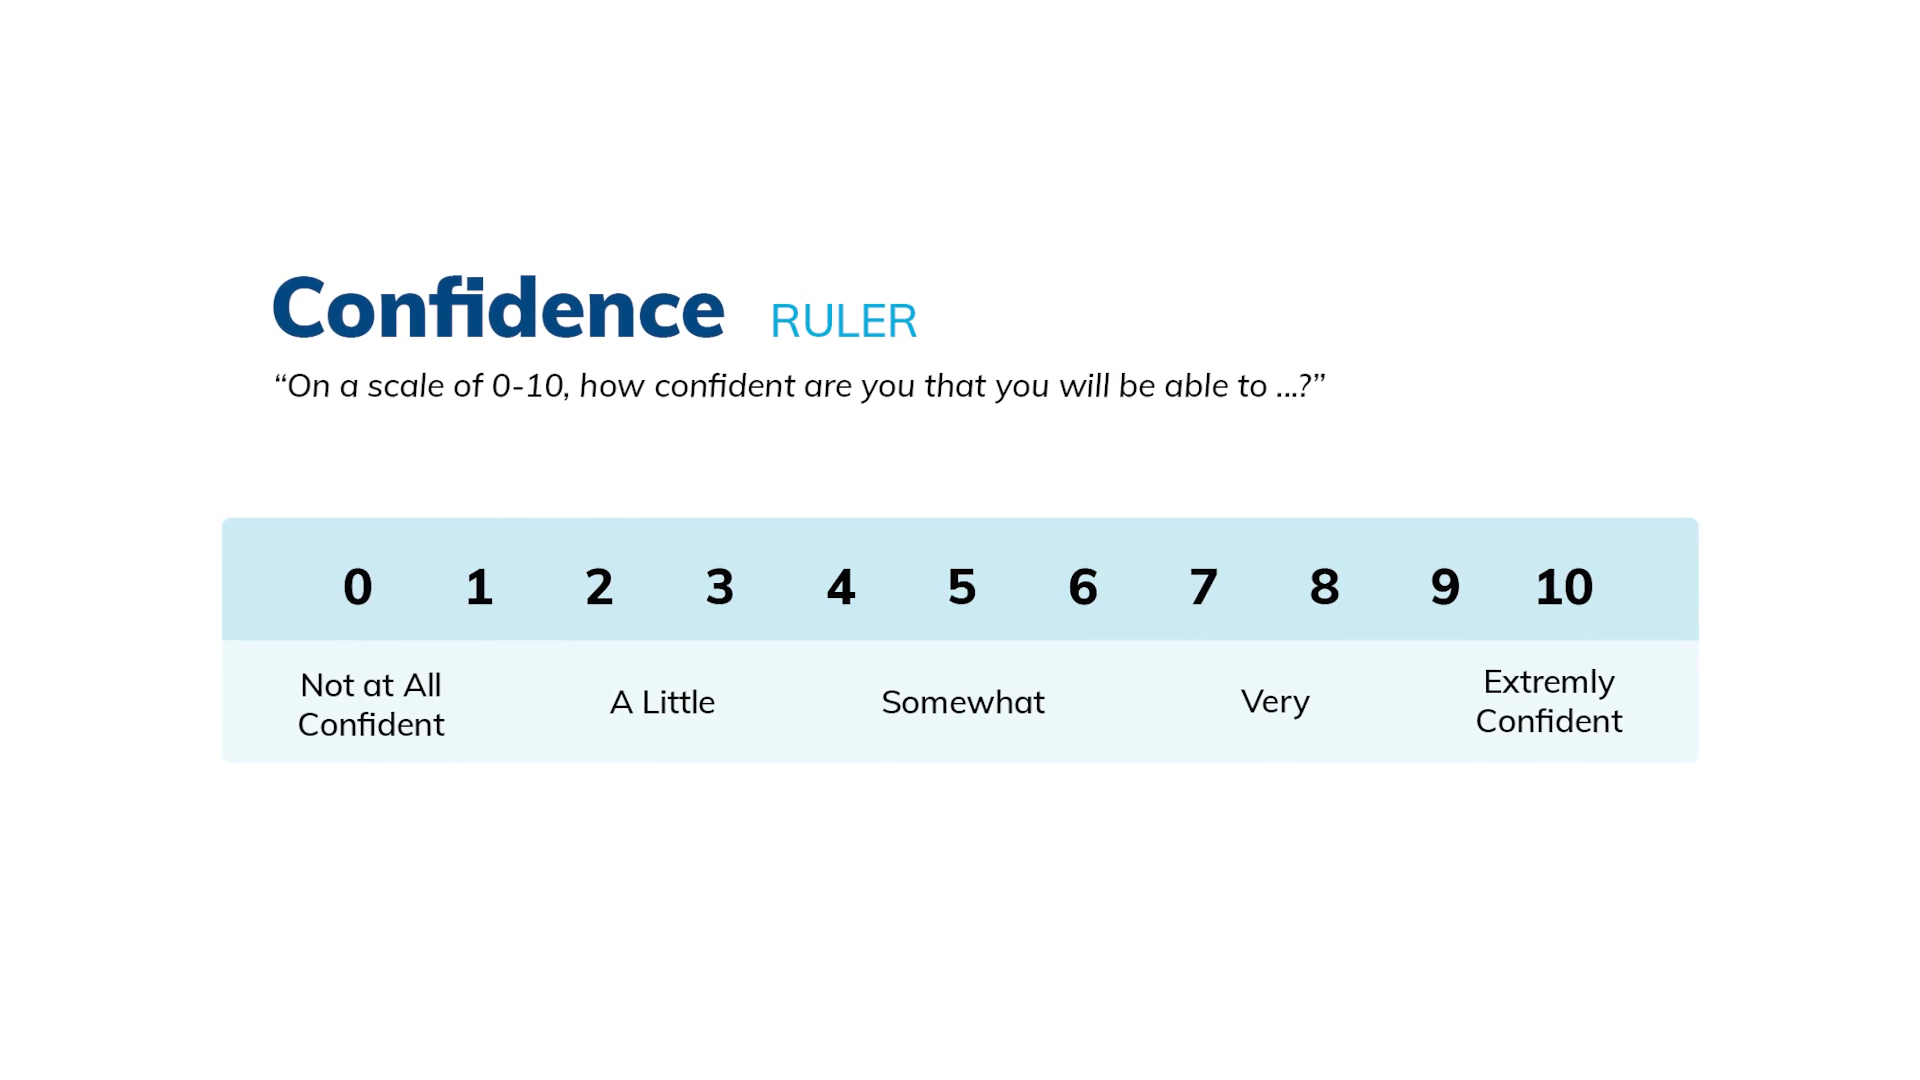 Confidence RULER
“On a scale of 0-10, how confident are you that you will be able to ...?”
0 1 2 3 4 5 6 7 8 9 10
Not at All Confident
A Little
Somewhat
Very
Extremly Confident